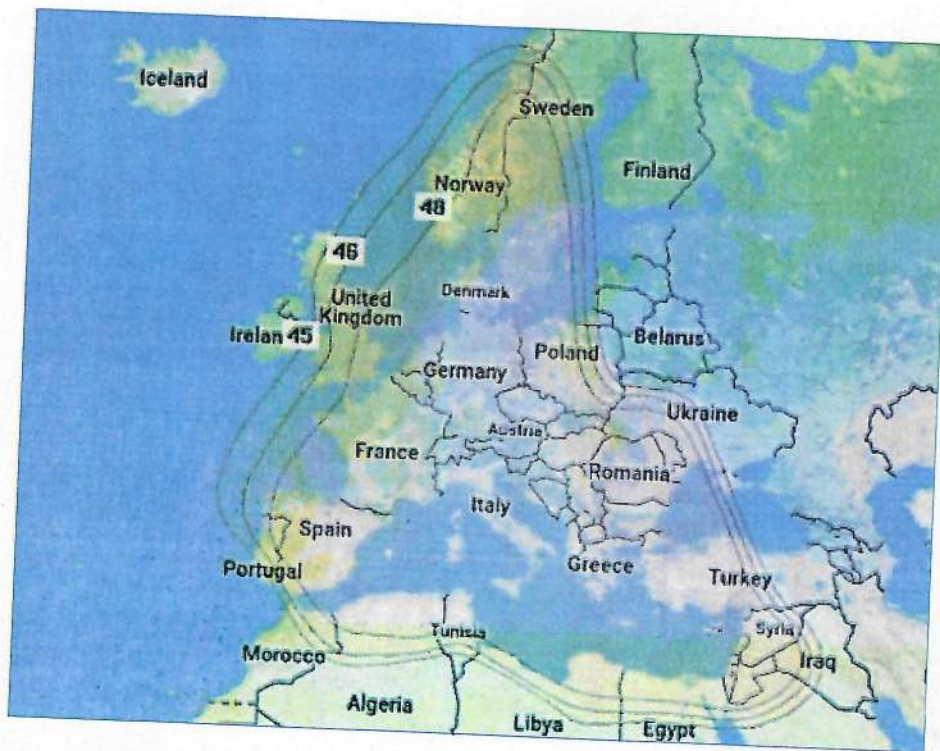 Iceland
Sweden
Finland
Norway
48
46
United
Kingdom
Denmark
Irelan
45
Poland
Belarus
Germany
Ukraine
Austria
France
Romania
Italy
Spain
Greece
Portugal
Turkey
Tunisia
Syria
Morocco
Iraq
Algeria
Libya
Egypt